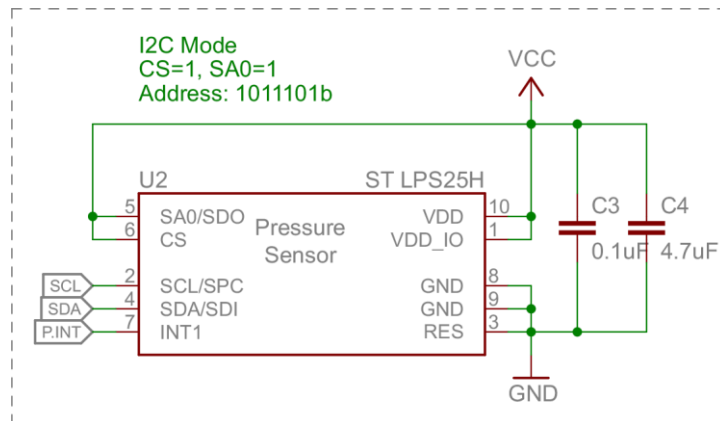 I2C Mode
CS=1, SA0=1
Address: 1011101b
VCC
U2
ST LPS25H
5 SA0/SDO
6 CS
Pressure
Sensor
VDD 10
VDD_IO 1
C3
0.1uF
C4
4.7uF
SCL 2 SCL/SPC
SDA 4 SDA/SDI
P.INT 7 INT1
GND 8
GND 9
RES 3
GND